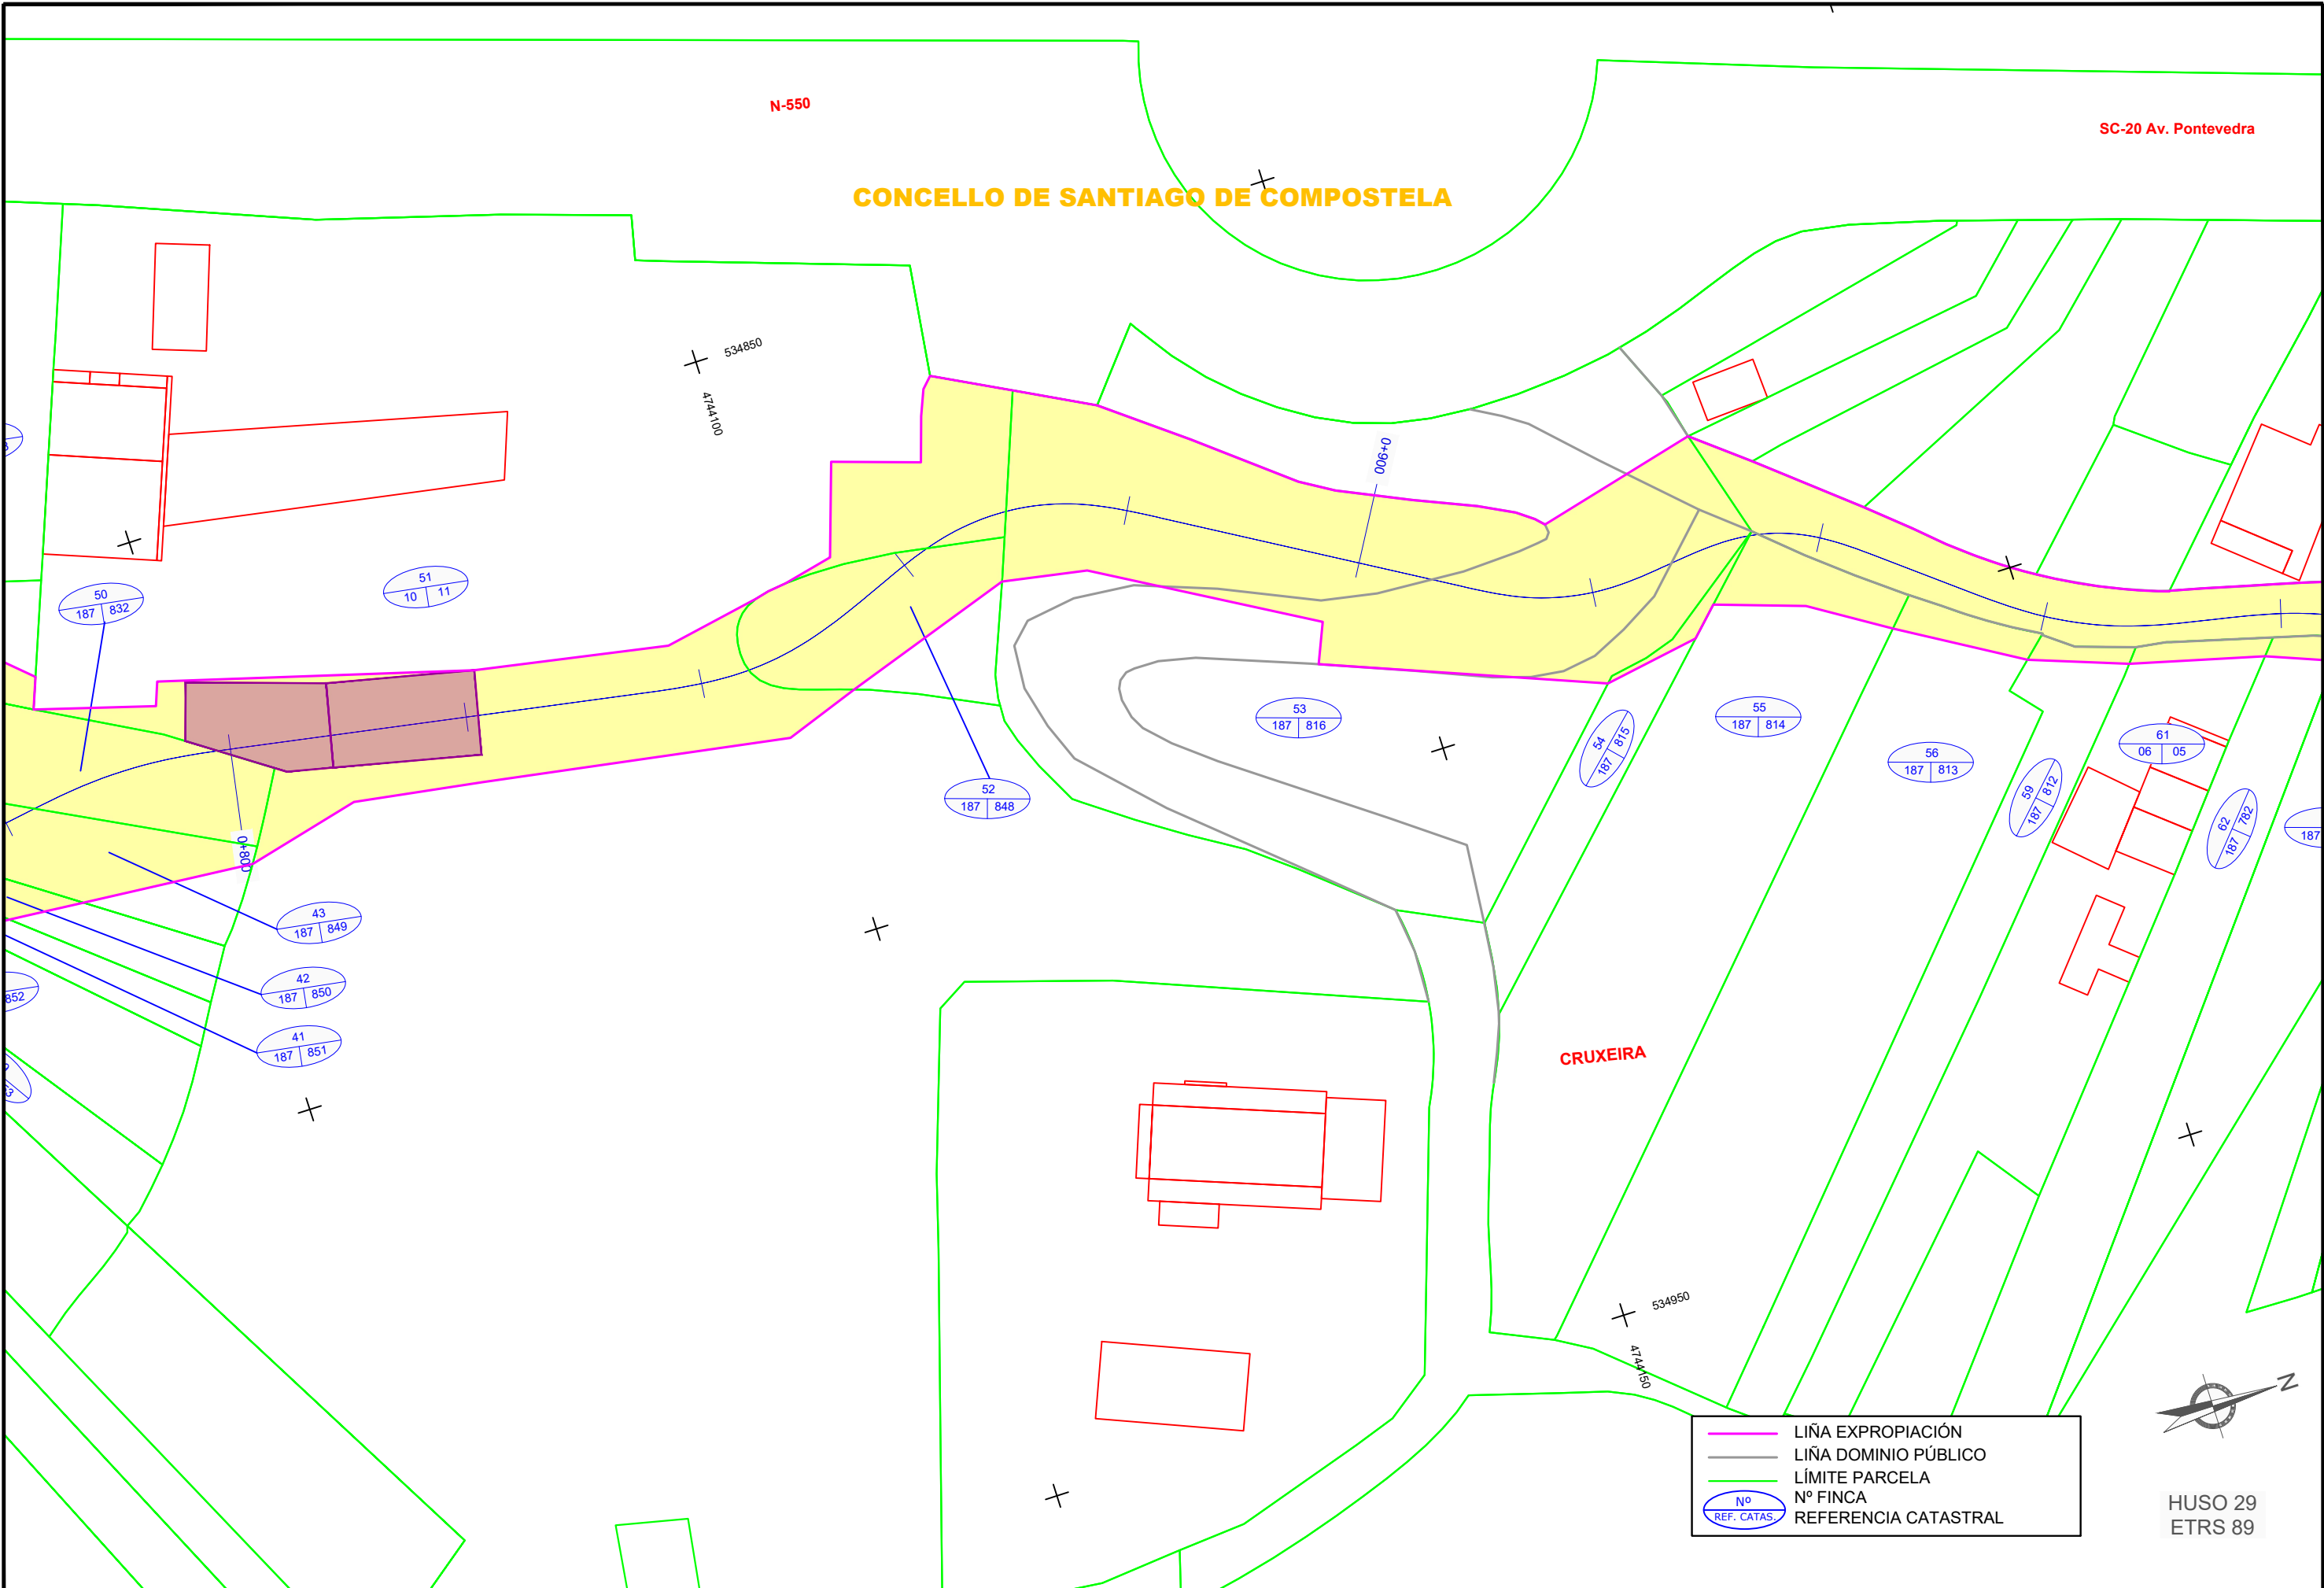 N-550
SC-20 Av. Pontevedra
CONCELLO DE SANTIAGO DE COMPOSTELA
534850
4744100
0+900
50
187 832
51
10 11
52
187 848
53
187 816
54
187 815
55
187 814
56
187 813
59
187 812
61
06 05
62
187 782
187
0+800
43
187 849
42
187 850
41
187 851
852
CRUXEIRA
534950
4744150
N
LIÑA EXPROPIACIÓN
LIÑA DOMINIO PÚBLICO
LÍMITE PARCELA
Nº
REF. CATAS.
Nº FINCA
REFERENCIA CATASTRAL
HUSO 29
ETRS 89